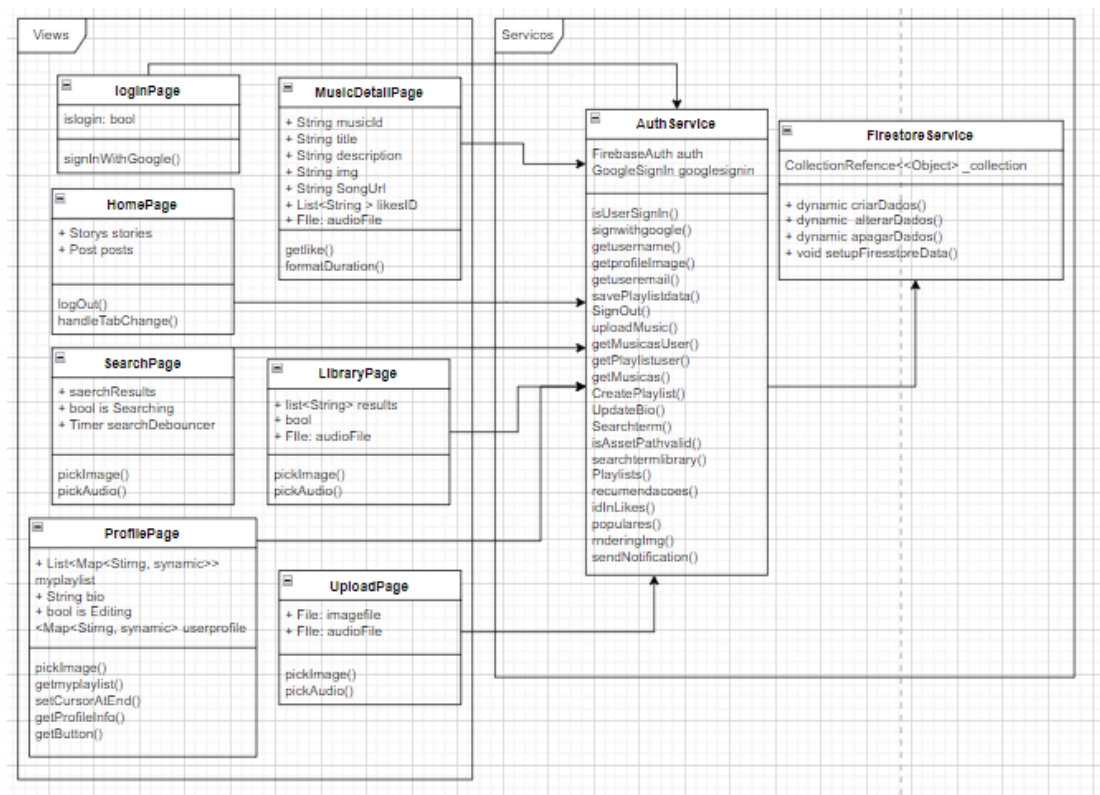 Views
loginPage
islogin: bool
signInWithGoogle()
MusicDetailPage
+ String musicId
+ String title
+ String description
+ String img
+ String SongUrl
+ List<String > likesID
+ FIle: audioFile
getlike()
formatDuration()
HomePage
+ Storys stories
+ Post posts
logOut()
handleTabChange()
SearchPage
+ saerchResults
+ bool is Searching
+ Timer searchDebouncer
pickImage()
pickAudio()
LibraryPage
+ list<String> results
+ bool
+ FIle: audioFile
pickImage()
pickAudio()
ProfilePage
+ List<Map<Stirng, synamic>>
myplaylist
+ String bio
+ bool is Editing
<Map<Stirng, synamic> userprofile
pickImage()
getmyplaylist()
setCursorAtEnd()
getProfileInfo()
getButton()
UploadPage
+ File: imagefile
+ FIle: audioFile
pickImage()
pickAudio()
Servicos
AuthService
FirebaseAuth auth
GoogleSignIn googlesignin
isUserSignIn()
signwithgoogle()
getusername()
getprofileImage()
getuseremail()
savePlaylistdata()
SignOut()
uploadMusic()
getMusicasUser()
getPlaylistuser()
getMusicas()
CreatePlaylist()
UpdateBio()
Searchterm()
isAssetPathvalid()
searchtermlibrary()
Playlists()
recumendacoes()
idInLikes()
populares()
rnderingImg()
sendNotification()
FirestoreService
CollectionRefence<<Object> _collection
+ dynamic criarDados()
+ dynamic alterarDados()
+ dynamic apagarDados()
+ void setupFiresstoreData()